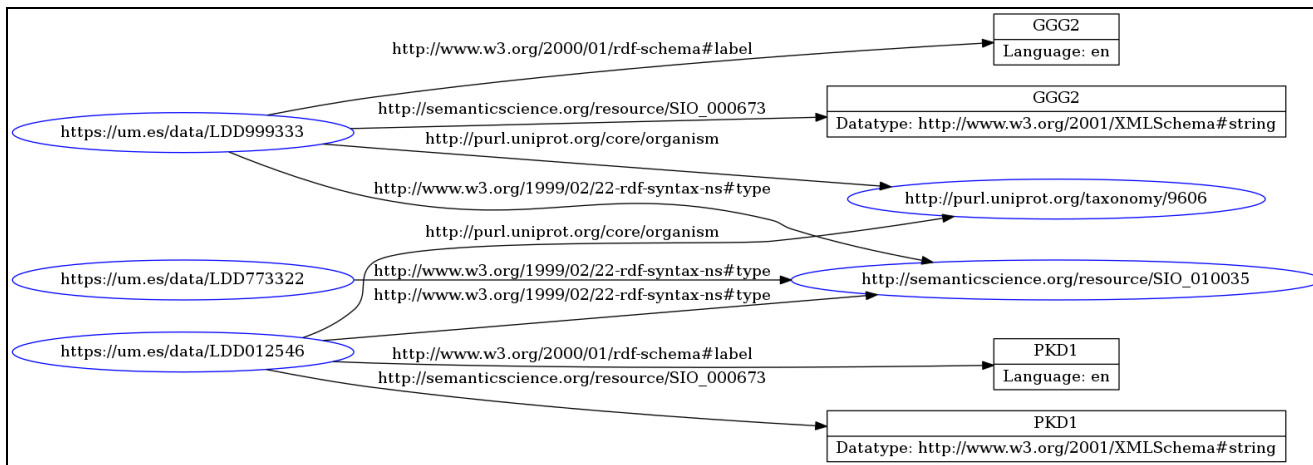 GGG2
Language: en
http://www.w3.org/2000/01/rdf-schema#label
GGG2
Datatype: http://www.w3.org/2001/XMLSchema#string
http://semanticscience.org/resource/SIO_000673
https://um.es/data/LDD999333
http://purl.uniprot.org/core/organism
http://www.w3.org/1999/02/22-rdf-syntax-ns#type
http://purl.uniprot.org/taxonomy/9606
http://purl.uniprot.org/core/organism
https://um.es/data/LDD773322
http://www.w3.org/1999/02/22-rdf-syntax-ns#type
http://semanticscience.org/resource/SIO_010035
http://www.w3.org/1999/02/22-rdf-syntax-ns#type
https://um.es/data/LDD012546
http://www.w3.org/2000/01/rdf-schema#label
PKD1
Language: en
http://semanticscience.org/resource/SIO_000673
PKD1
Datatype: http://www.w3.org/2001/XMLSchema#string